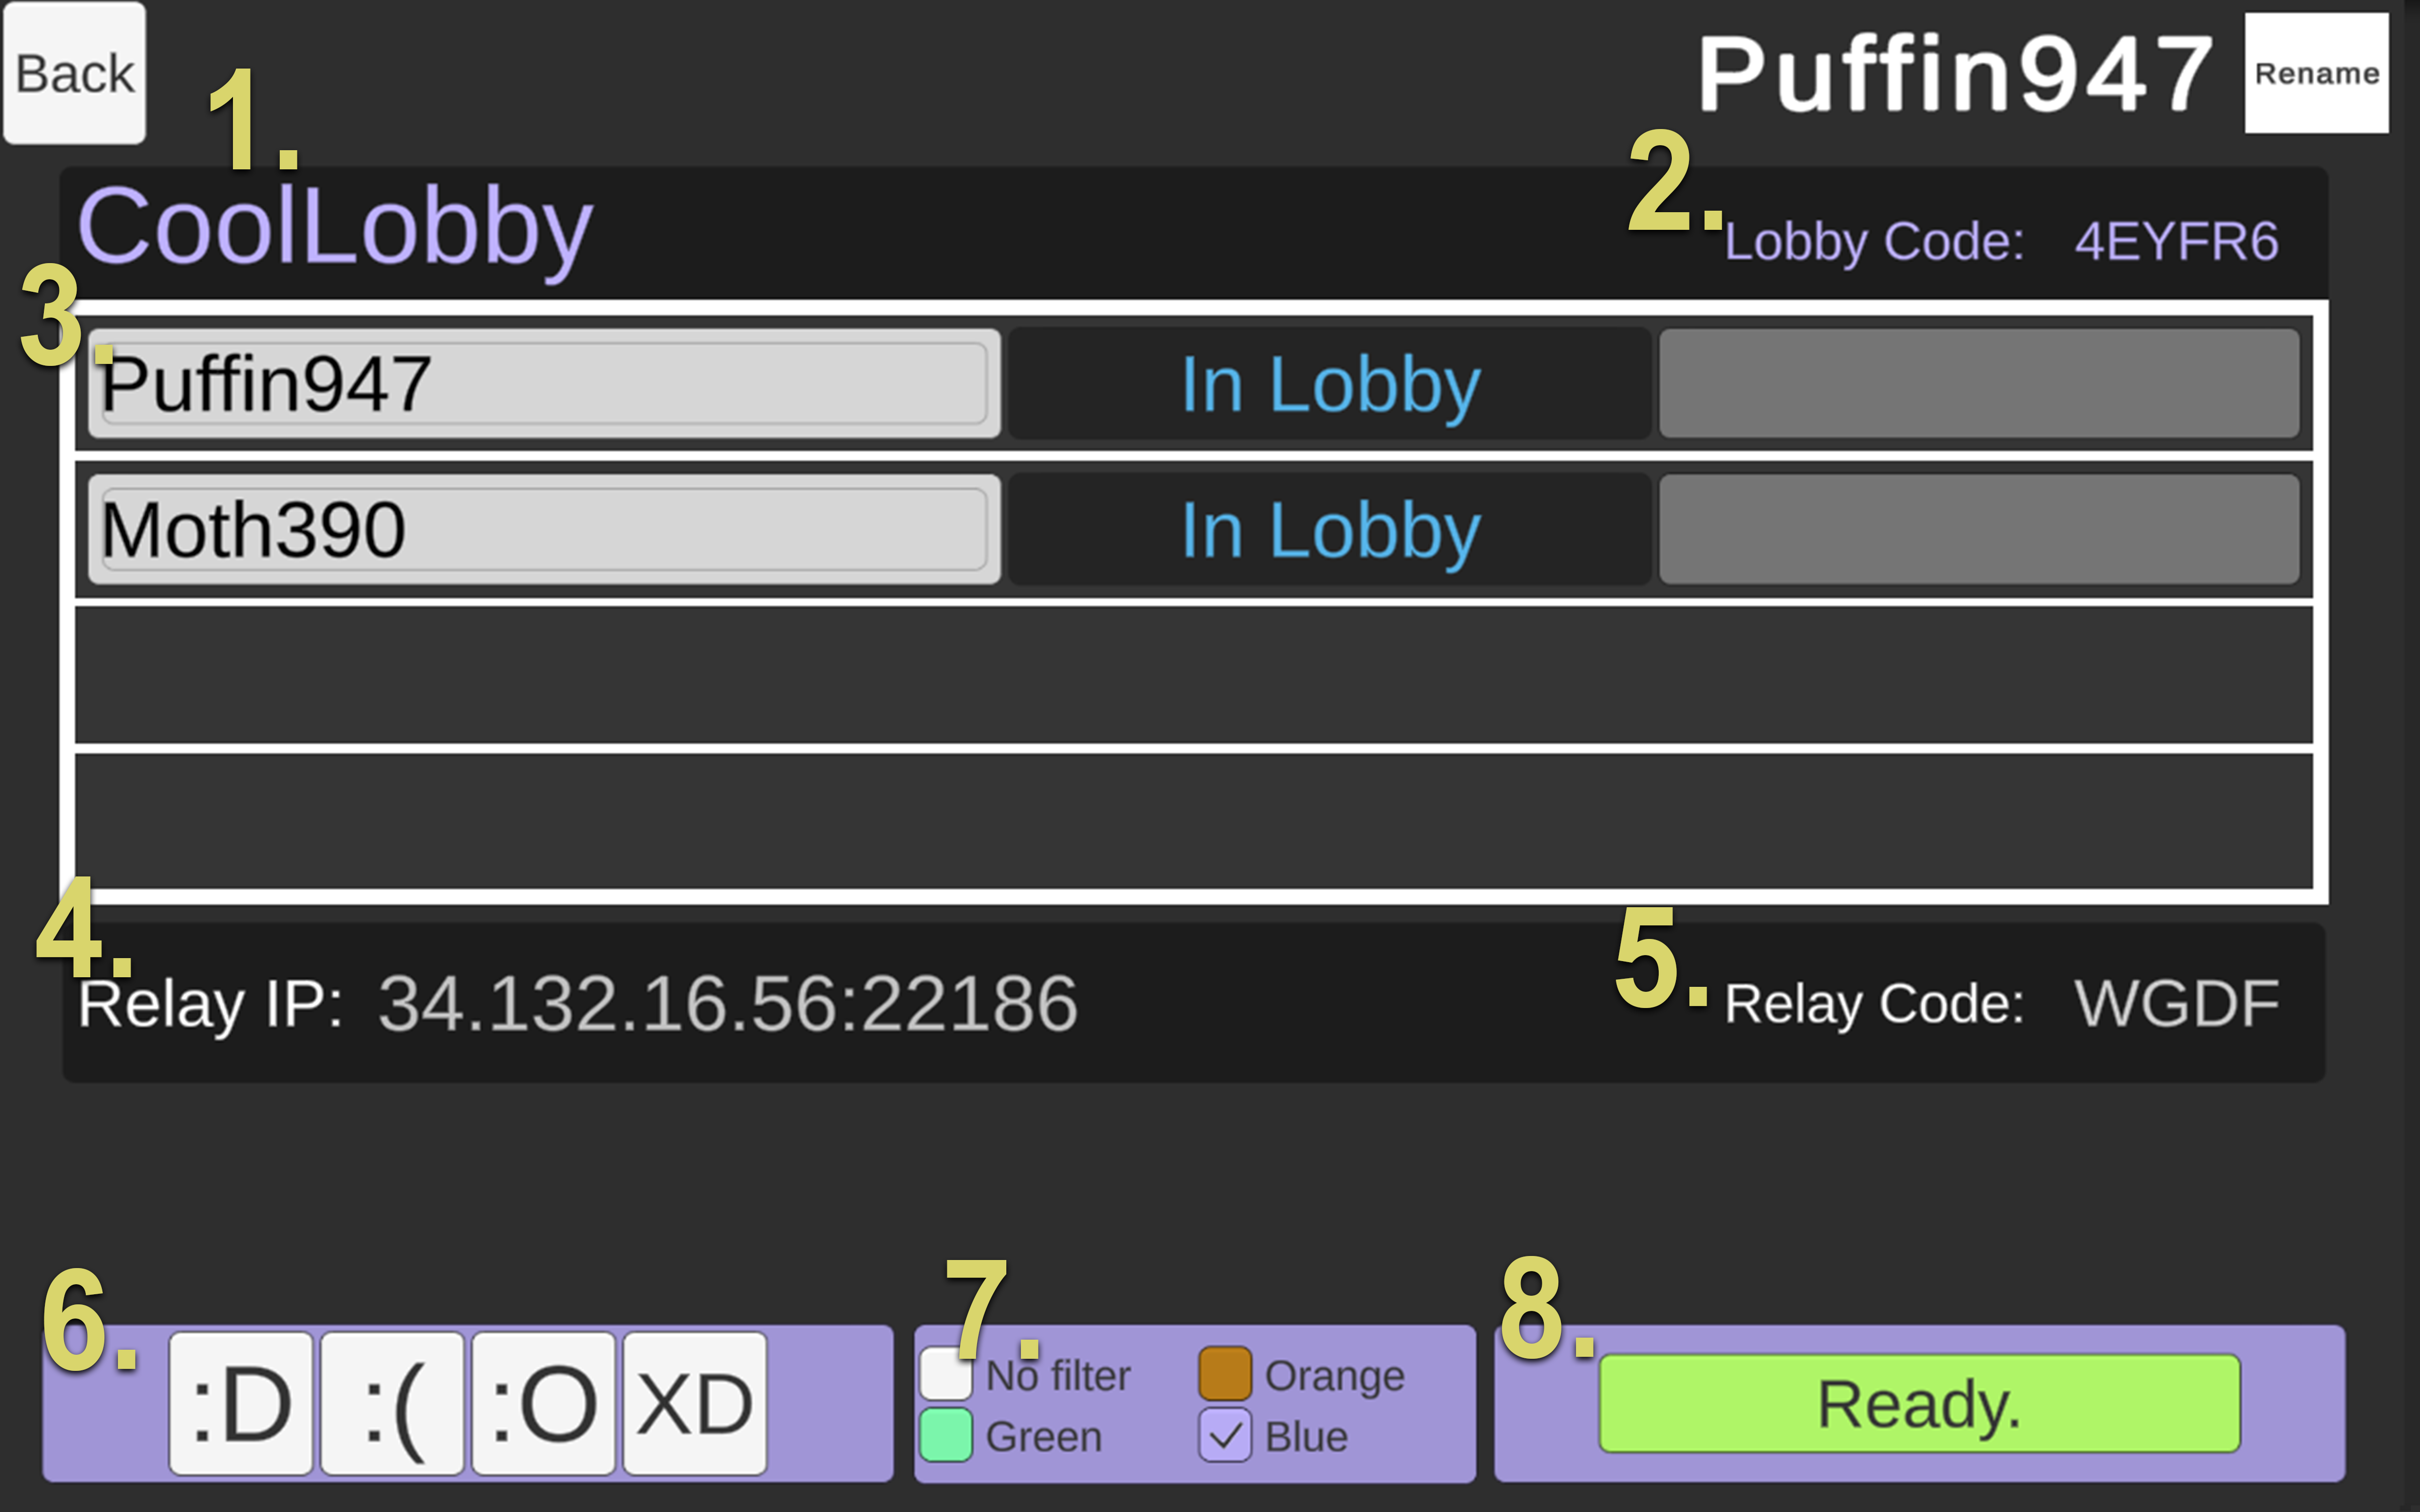 Back
Puffin947
Rename
1.
2.
CoolLobby
Lobby Code: 4EYFR6
3.
Puffin947 In Lobby
Moth390 In Lobby
4.
5.
Relay IP: 34.132.16.56:22186
Relay Code: WGDF
6.
7.
8.
:D :( :O XD
No filter Orange
Green Blue
Ready.